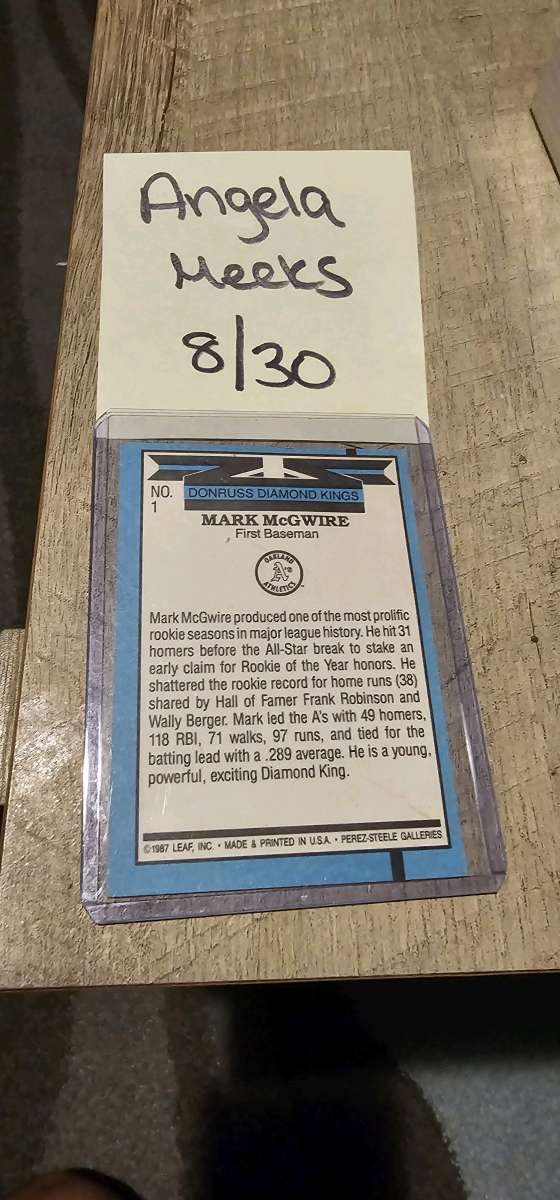 Angela
Meeks
8/30
NO.
1
DONRUSS DIAMOND KINGS
MARK McGWIRE
First Baseman
OAKLAND
A's
ATHLETICS
Mark McGwire produced one of the most prolific
rookie seasons in major league history. He hit 31
homers before the All-Star break to stake an
early claim for Rookie of the Year honors. He
shattered the rookie record for home runs (38)
shared by Hall of Famer Frank Robinson and
Wally Berger. Mark led the A's with 49 homers,
118 RBI, 71 walks, 97 runs, and tied for the
batting lead with a .289 average. He is a young,
powerful, exciting Diamond King.
©1987 LEAF, INC. • MADE & PRINTED IN U.S.A. • PEREZ-STEELE GALLERIES